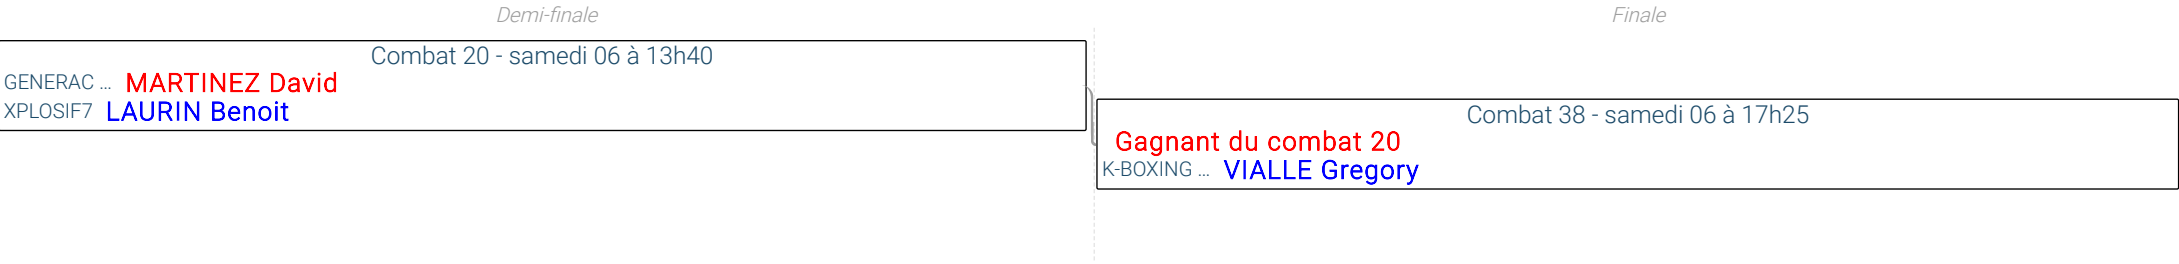 Demi-finale
Finale
Combat 20 - samedi 06 à 13h40
GENERAC ... MARTINEZ David
XPLOSIF7 LAURIN Benoit
Combat 38 - samedi 06 à 17h25
Gagnant du combat 20
K-BOXING ... VIALLE Gregory